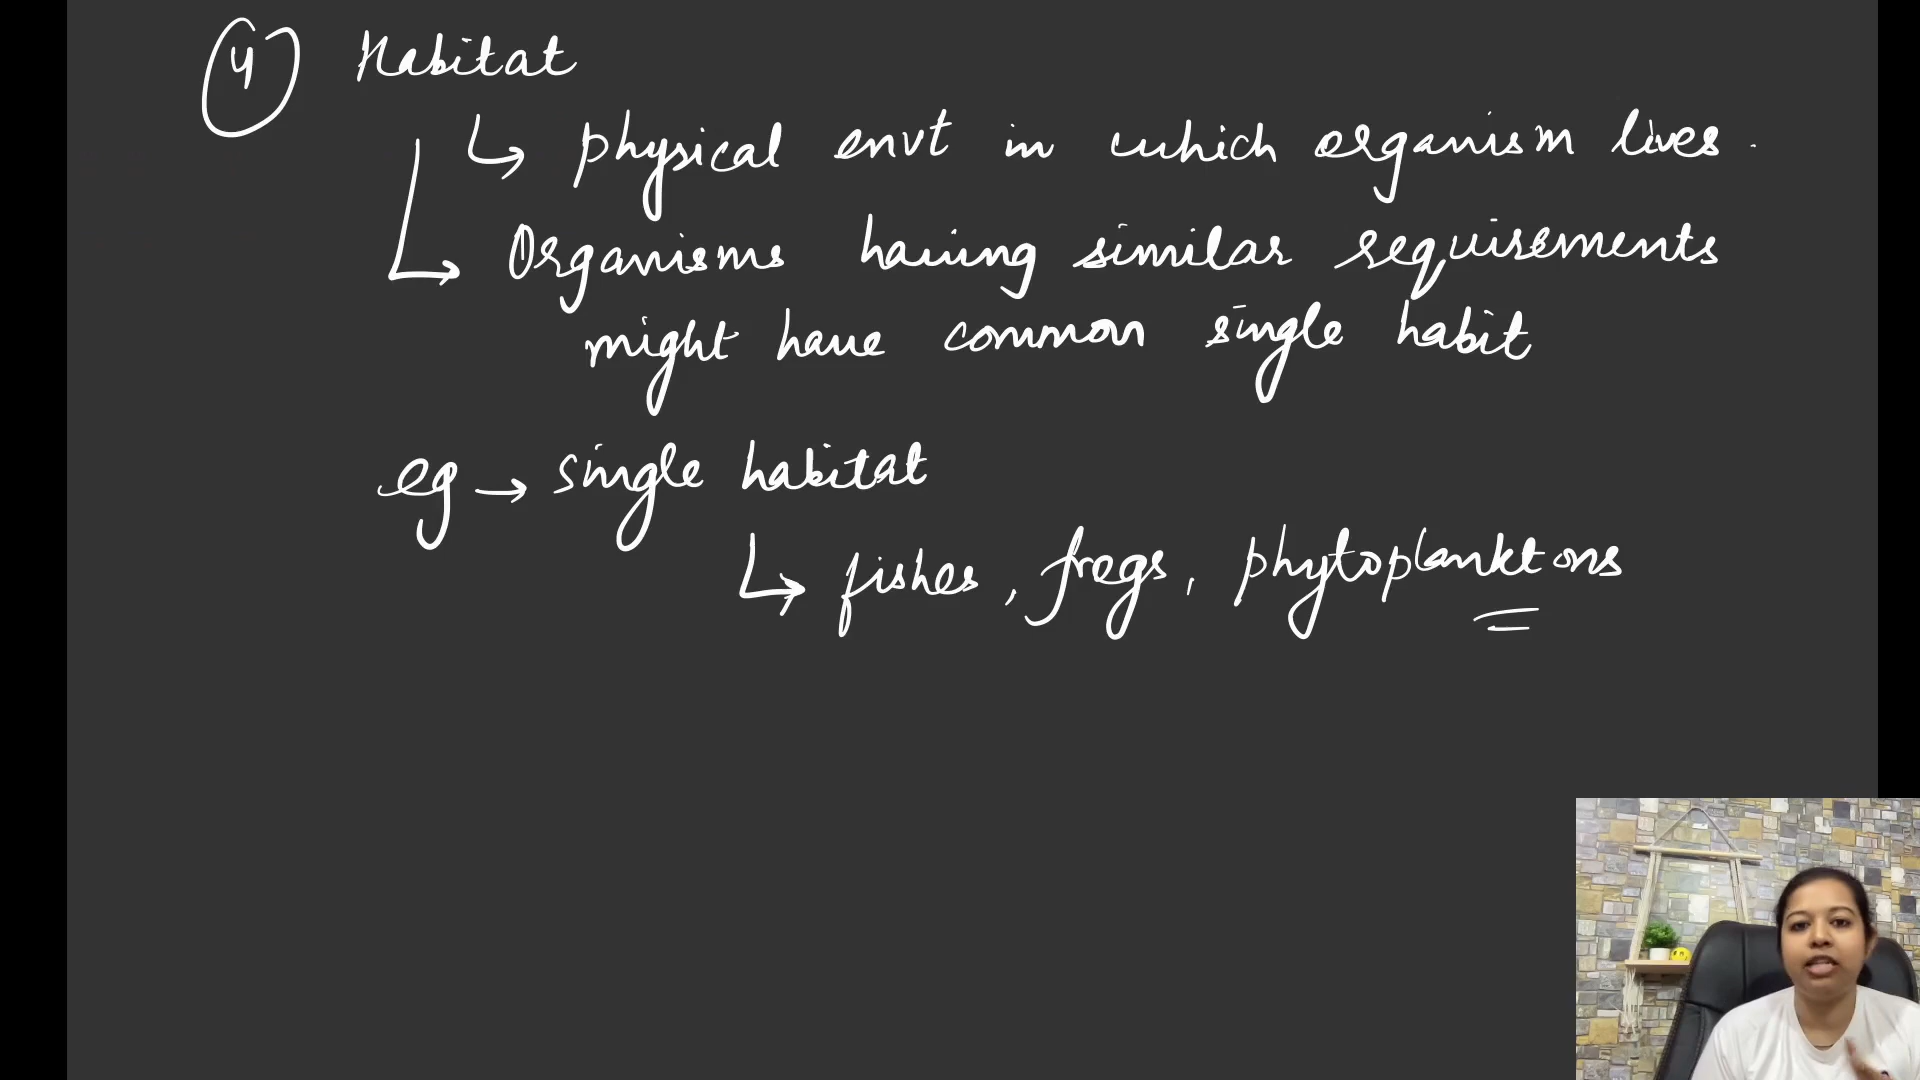 4 Habitat
↳ physical envt in which organism lives.
↳ Organisms having similar requirements
might have common single habit
eg → single habitat
↳ fishes, frogs, phytoplanktons